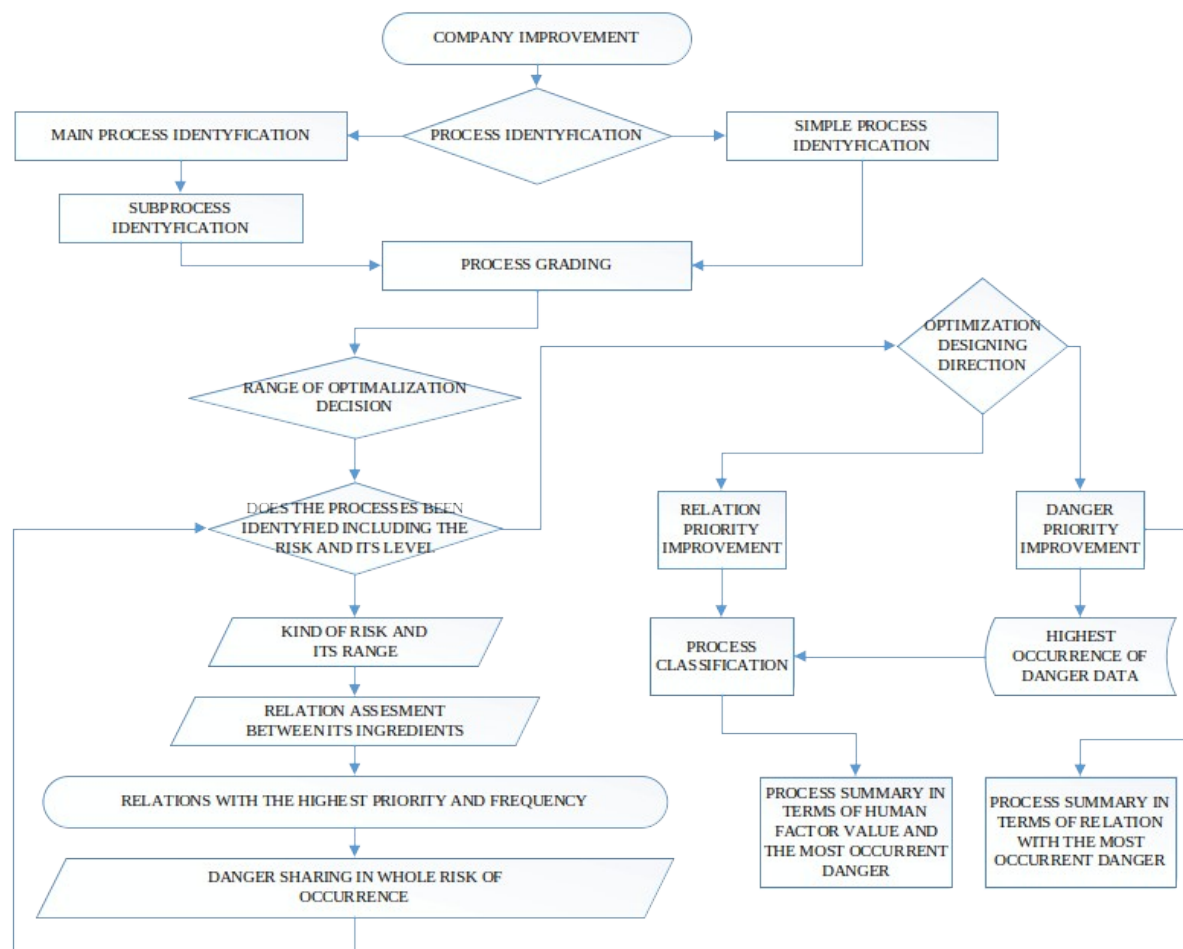 COMPANY IMPROVEMENT
PROCESS IDENTYFICATION
MAIN PROCESS IDENTYFICATION
SIMPLE PROCESS
IDENTYFICATION
SUBPROCESS
IDENTYFICATION
PROCESS GRADING
RANGE OF OPTIMALIZATION
DECISION
DOES THE PROCESSES BEEN
IDENTYFIED INCLUDING THE
RISK AND ITS LEVEL
KIND OF RISK AND
ITS RANGE
RELATION ASSESMENT
BETWEEN ITS INGREDIENTS
RELATIONS WITH THE HIGHEST PRIORITY AND FREQUENCY
DANGER SHARING IN WHOLE RISK OF
OCCURRENCE
OPTIMIZATION
DESIGNING
DIRECTION
RELATION
PRIORITY
IMPROVEMENT
DANGER
PRIORITY
IMPROVEMENT
PROCESS
CLASSIFICATION
HIGHEST
OCCURRENCE OF
DANGER DATA
PROCESS SUMMARY IN
TERMS OF HUMAN
FACTOR VALUE AND
THE MOST OCCURRENT
DANGER
PROCESS SUMMARY IN
TERMS OF RELATION
WITH THE MOST
OCCURRENT DANGER